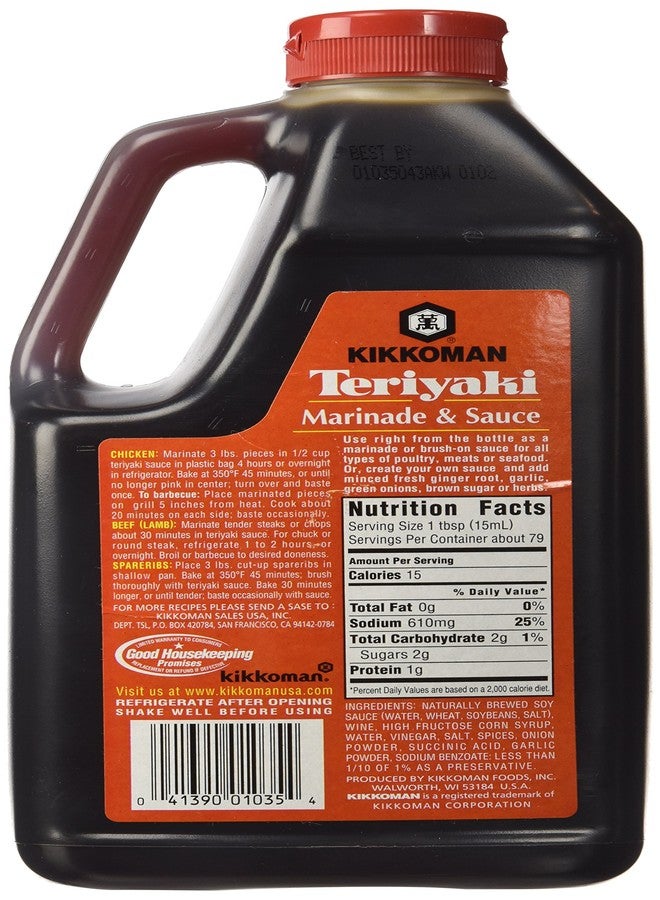 BEST BY
01035043AKW 0102
萬
®
KIKKOMAN
Teriyaki
Marinade & Sauce
Use right from the bottle as a
marinade or brush-on sauce for all
types of poultry, meats or seafood.
Or, create your own sauce and add
minced fresh ginger root, garlic,
green onions, brown sugar or herbs.
CHICKEN: Marinate 3 lbs. pieces in 1/2 cup
teriyaki sauce in plastic bag 4 hours or overnight
in refrigerator. Bake at 350°F 45 minutes, or until
no longer pink in center; turn over and baste
once. To barbecue: Place marinated pieces
on grill 5 inches from heat. Cook about
20 minutes on each side; baste occasionally.
BEEF (LAMB): Marinate tender steaks or chops
about 30 minutes in teriyaki sauce. For chuck or
round steak, refrigerate 1 to 2 hours or
overnight. Broil or barbecue to desired doneness.
SPARERIBS: Place 3 lbs. cut-up spareribs in
shallow pan. Bake at 350°F 45 minutes; brush
thoroughly with teriyaki sauce. Bake 30 minutes
longer, or until tender; baste occasionally with sauce.
FOR MORE RECIPES PLEASE SEND A SASE TO:
KIKKOMAN SALES USA, INC.
DEPT. TSL, P.O. BOX 420784, SAN FRANCISCO, CA 94142-0784
LIMITED WARRANTY TO CONSUMERS
Good Housekeeping
Promises
REPLACEMENT OR REFUND IF DEFECTIVE
kikkoman®
Visit us at www.kikkomanusa.com
REFRIGERATE AFTER OPENING
SHAKE WELL BEFORE USING
0 41390 01035 4
Nutrition Facts
Serving Size 1 tbsp (15mL)
Servings Per Container about 79
Amount Per Serving
Calories 15
% Daily Value*
Total Fat 0g 0%
Sodium 610mg 25%
Total Carbohydrate 2g 1%
Sugars 2g
Protein 1g
*Percent Daily Values are based on a 2,000 calorie diet.
INGREDIENTS: NATURALLY BREWED SOY
SAUCE (WATER, WHEAT, SOYBEANS, SALT),
WINE, HIGH FRUCTOSE CORN SYRUP,
WATER, VINEGAR, SALT, SPICES, ONION
POWDER, SUCCINIC ACID, GARLIC
POWDER, SODIUM BENZOATE: LESS THAN
1/10 OF 1% AS A PRESERVATIVE.
PRODUCED BY KIKKOMAN FOODS, INC.
WALWORTH, WI 53184 U.S.A.
KIKKOMAN is a registered trademark of
KIKKOMAN CORPORATION